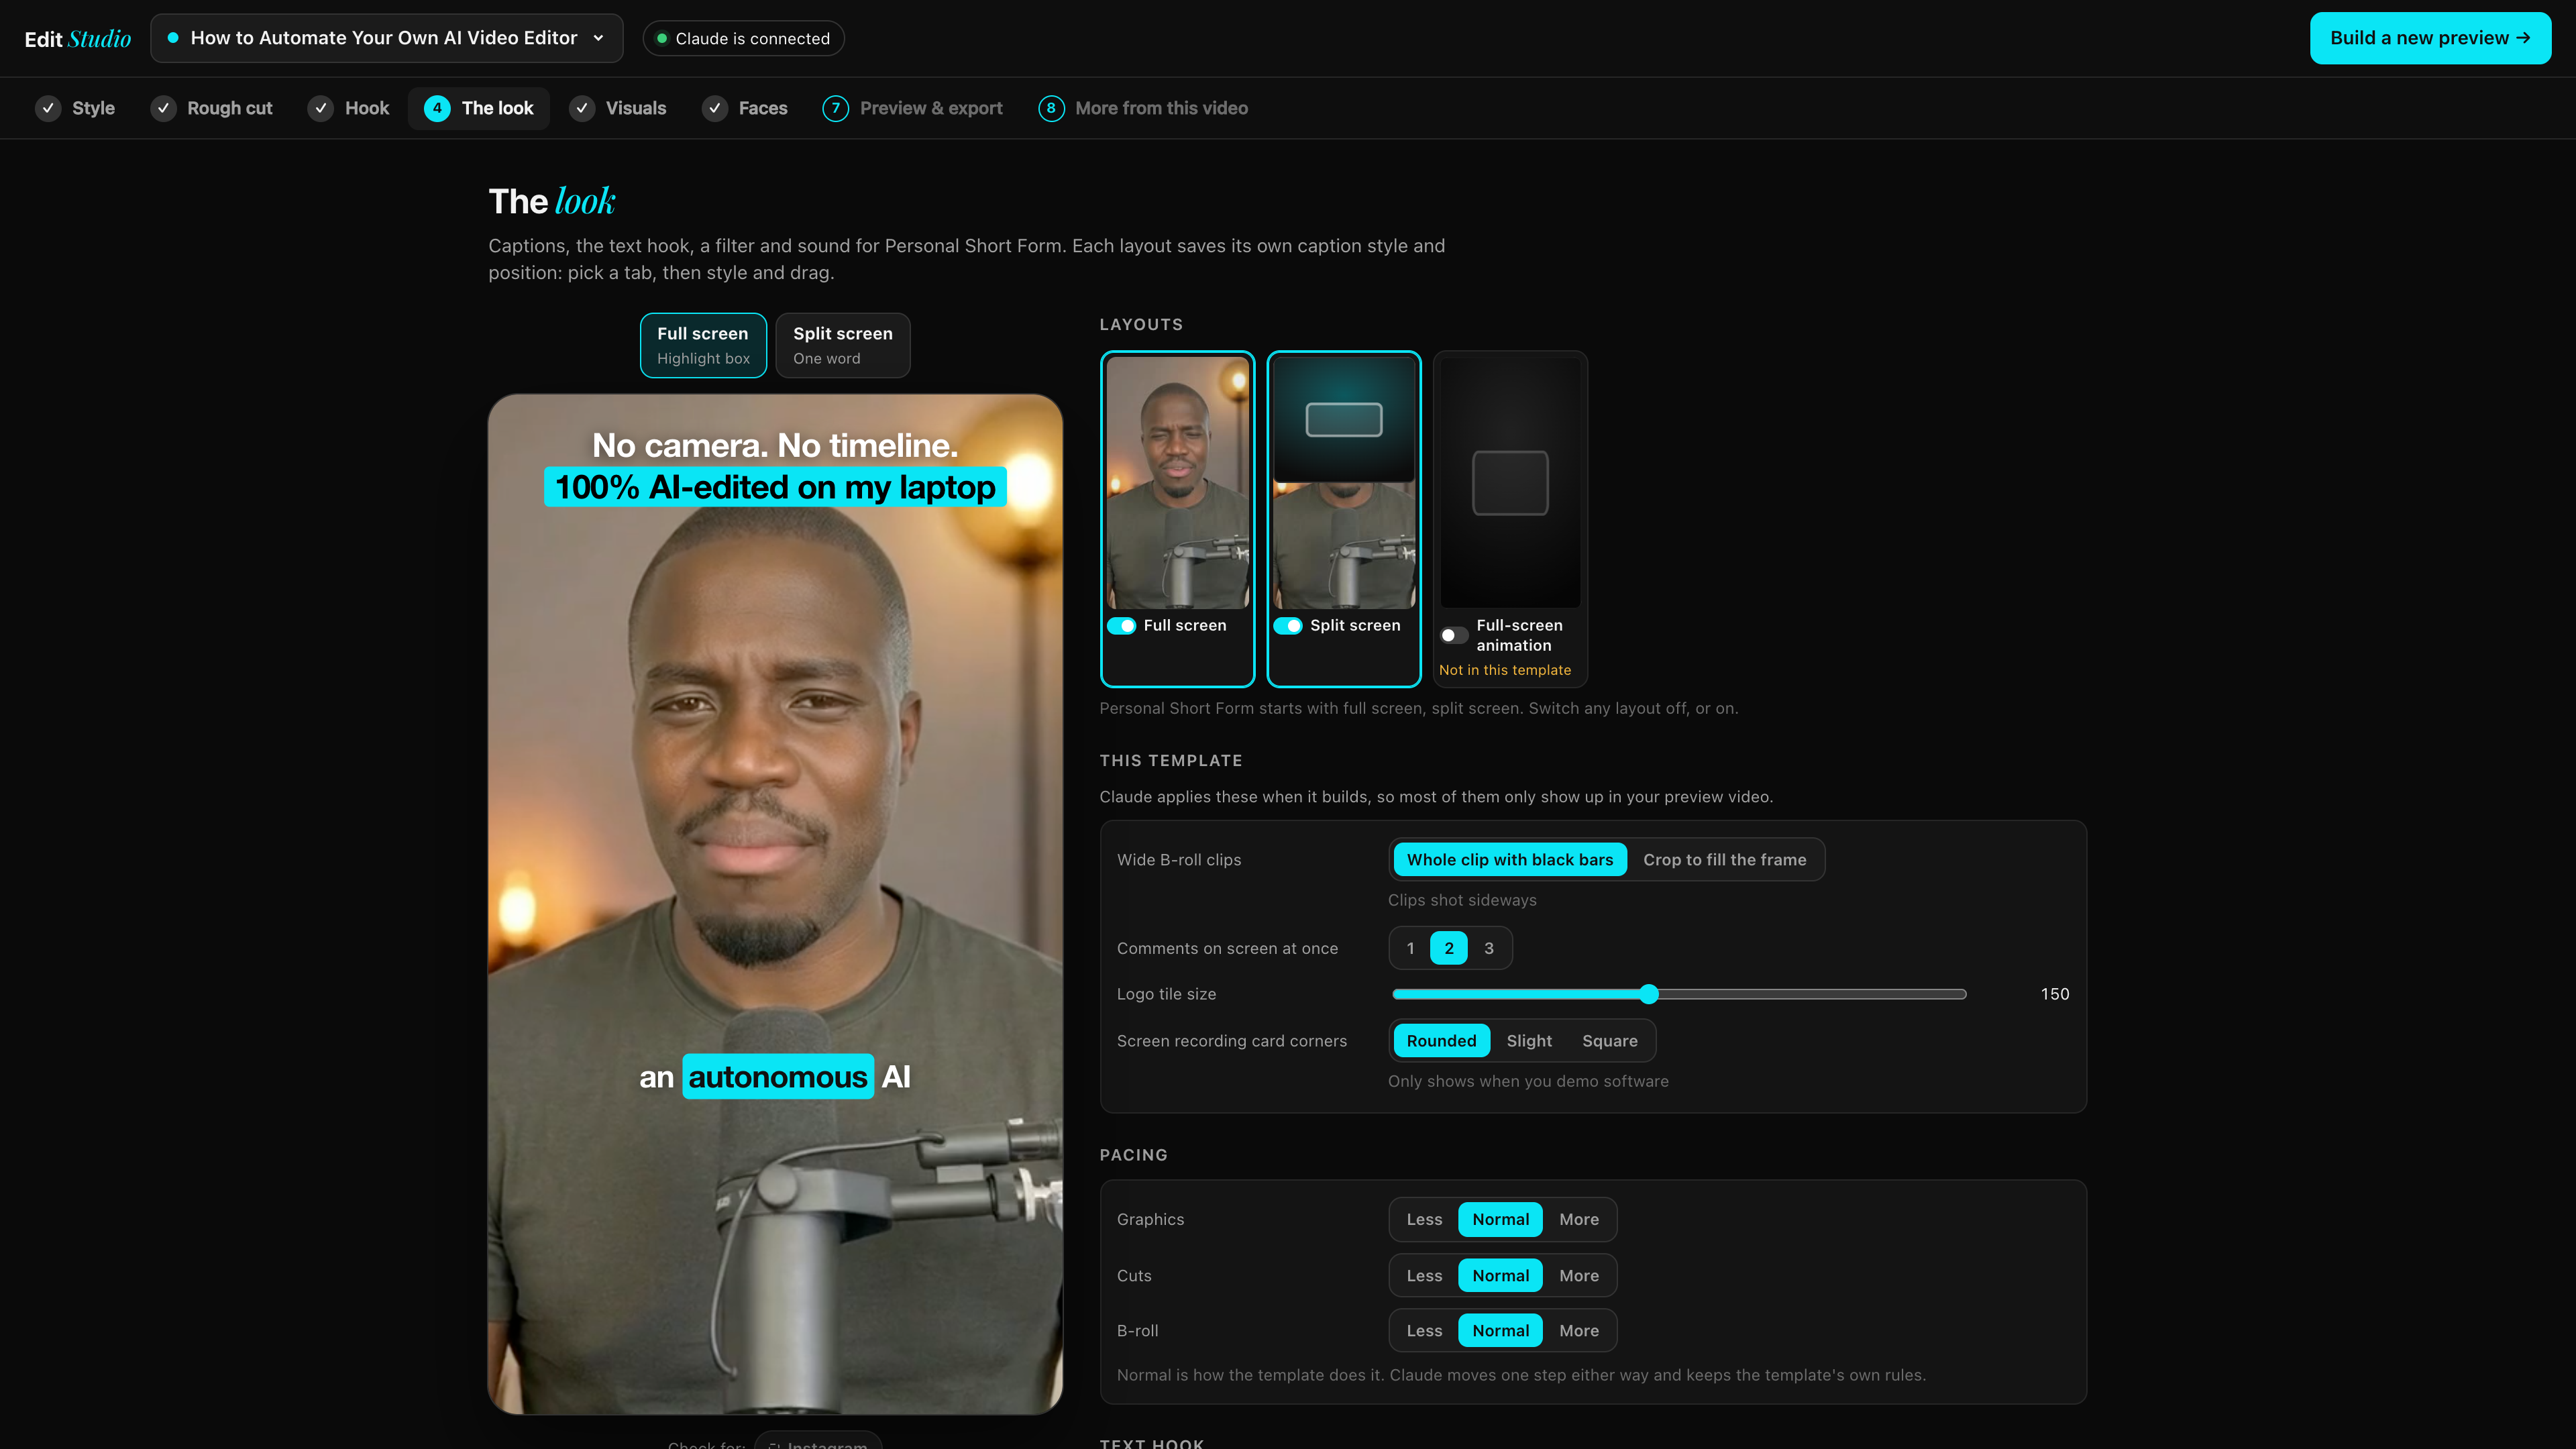 Edit Studio
How to Automate Your Own AI Video Editor
Claude is connected
Build a new preview →
Style
Rough cut
Hook
4 The look
Visuals
Faces
7 Preview & export
8 More from this video
The look
Captions, the text hook, a filter and sound for Personal Short Form. Each layout saves its own caption style and
position: pick a tab, then style and drag.
Full screen
Highlight box
Split screen
One word
No camera. No timeline.
100% AI-edited on my laptop
an autonomous AI
Check for: Instagram
LAYOUTS
Full screen
Split screen
Full-screen
animation
Not in this template
Personal Short Form starts with full screen, split screen. Switch any layout off, or on.
THIS TEMPLATE
Claude applies these when it builds, so most of them only show up in your preview video.
Wide B-roll clips
Whole clip with black bars
Crop to fill the frame
Clips shot sideways
Comments on screen at once
1 2 3
Logo tile size
150
Screen recording card corners
Rounded Slight Square
Only shows when you demo software
PACING
Graphics
Less Normal More
Cuts
Less Normal More
B-roll
Less Normal More
Normal is how the template does it. Claude moves one step either way and keeps the template's own rules.
TEXT HOOK